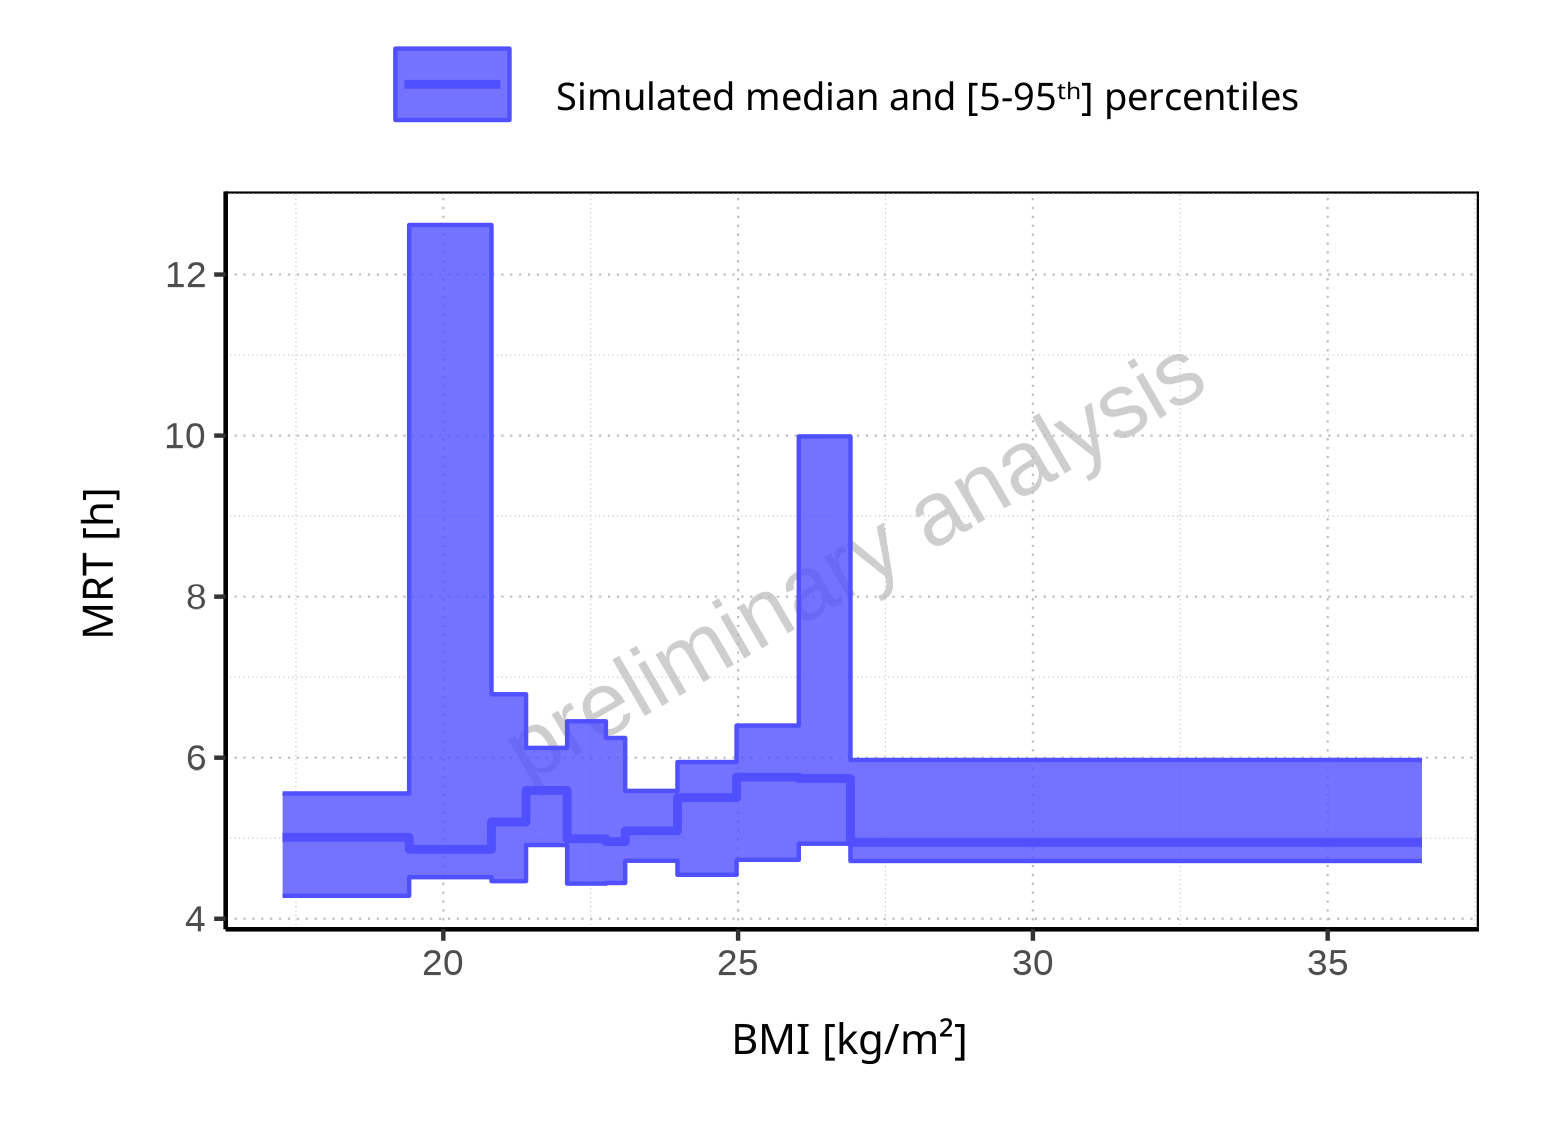 Simulated median and [5-95ᵗʰ] percentiles
12
10
8
6
4
MRT [h]
preliminary analysis
20 25 30 35
BMI [kg/m²]